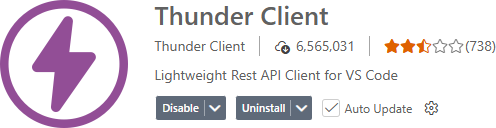 Thunder Client
Thunder Client 6,565,031 (738)
Lightweight Rest API Client for VS Code
Disable Uninstall Auto Update